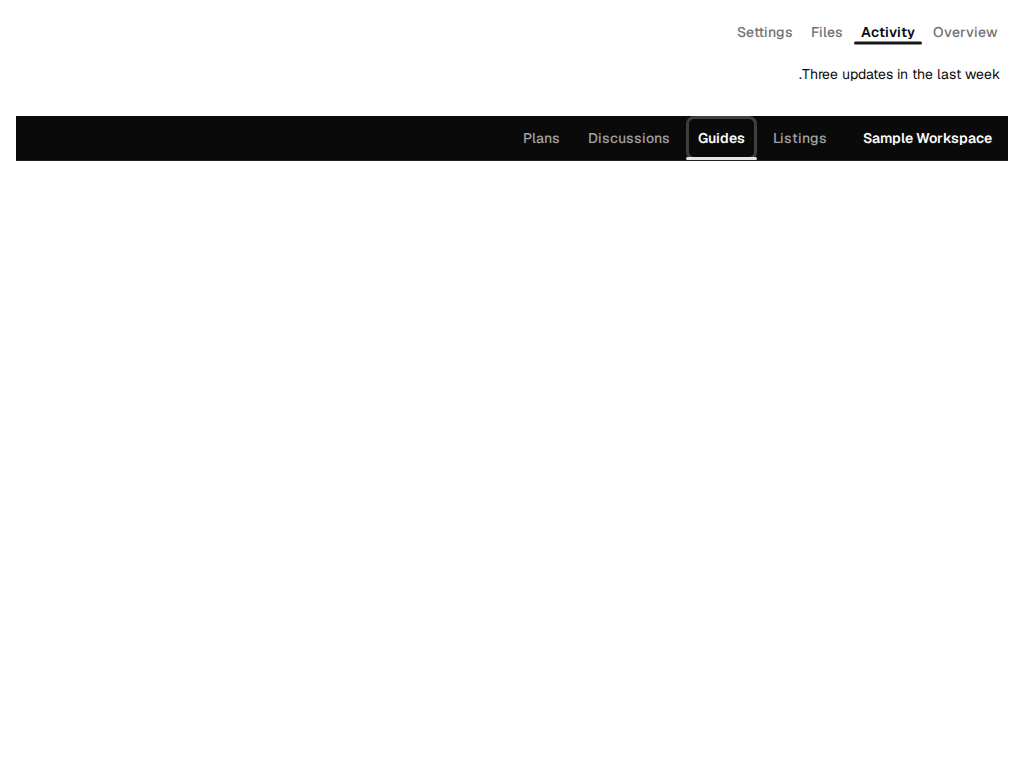 Settings Files Activity Overview
.Three updates in the last week
Plans Discussions Guides Listings Sample Workspace